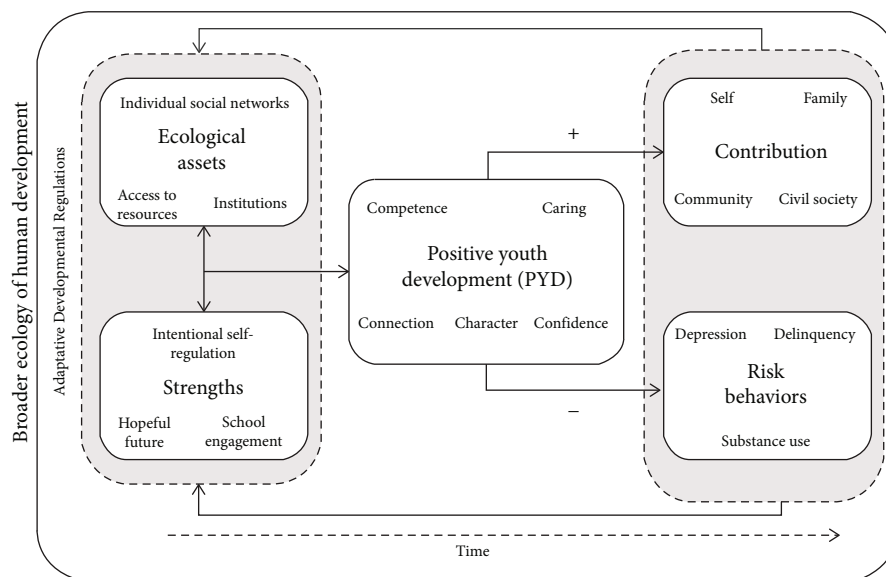 Broader ecology of human development
Adaptative Developmental Regulations
Individual social networks
Ecological
assets
Access to
resources
Institutions
Intentional self-
regulation
Strengths
Hopeful
future
School
engagement
Competence
Caring
Positive youth
development (PYD)
Connection
Character
Confidence
+
−
Self
Family
Contribution
Community
Civil society
Depression
Delinquency
Risk
behaviors
Substance use
Time